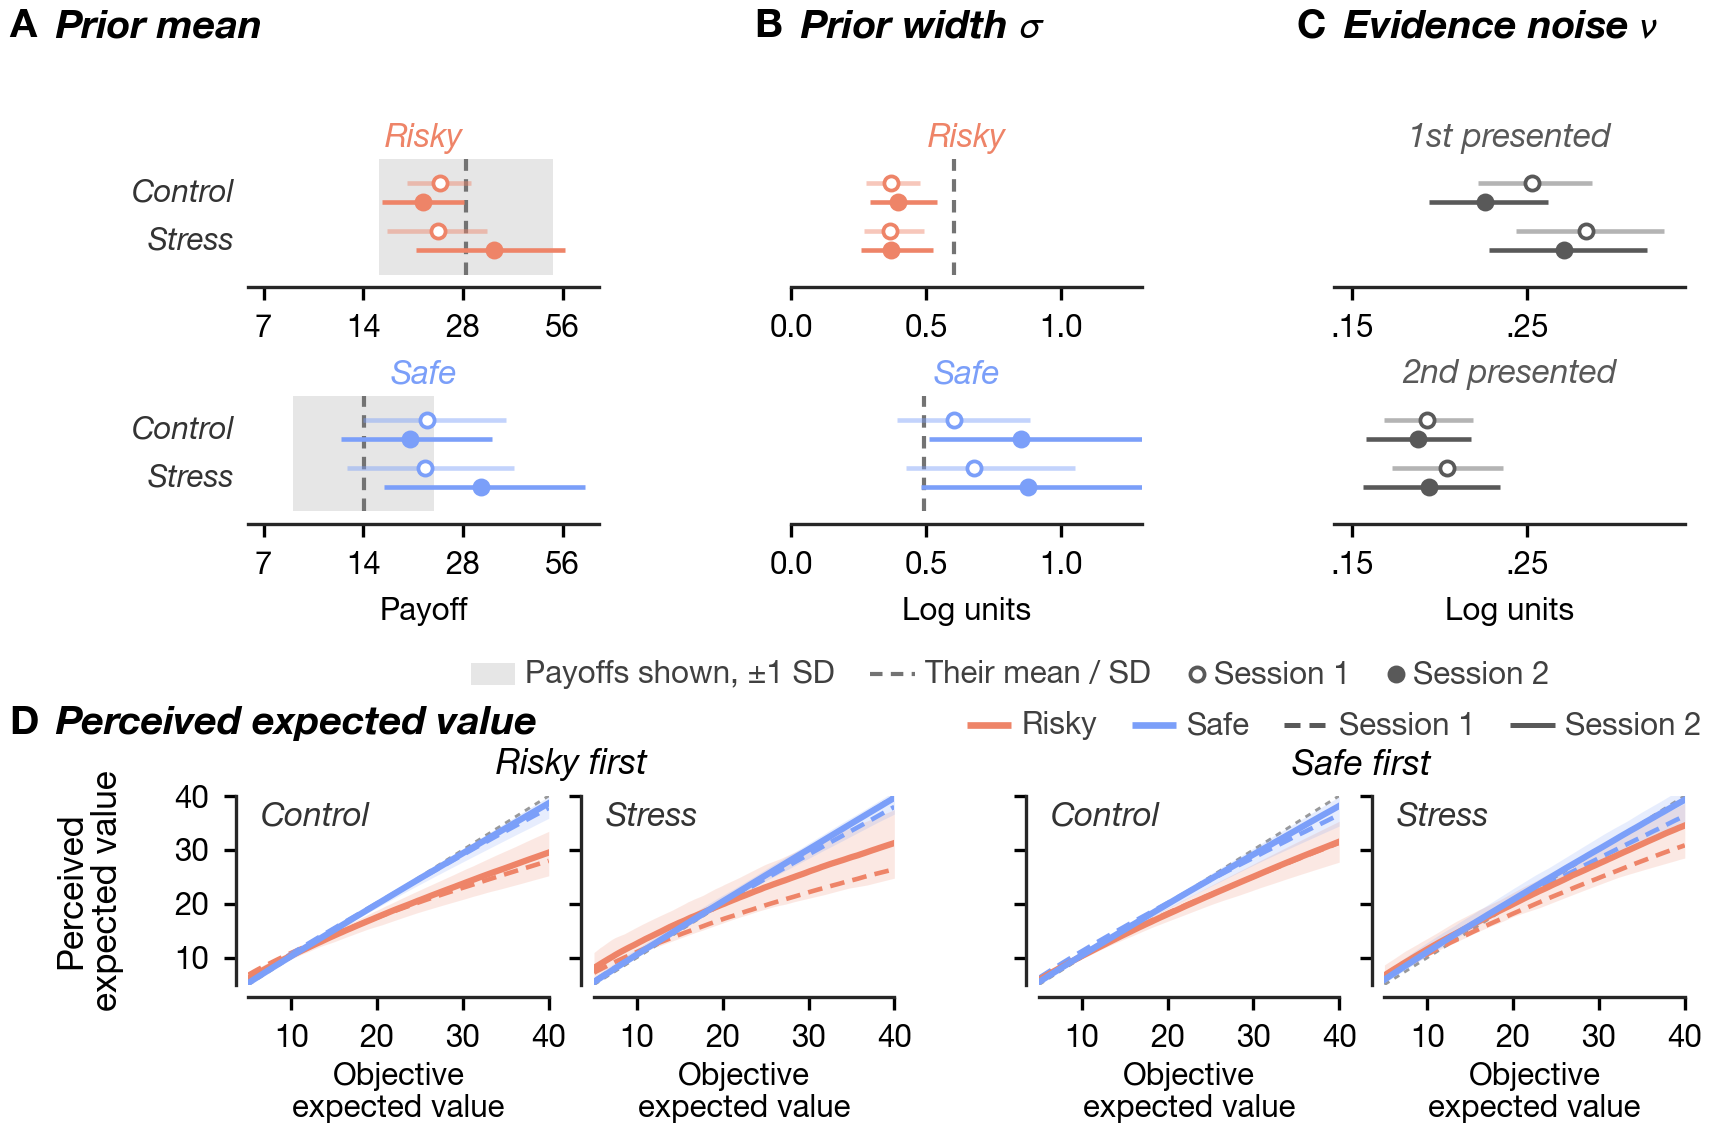 A Prior mean
B Prior width σ
C Evidence noise ν
Risky
Control
Stress
7 14 28 56
Risky
0.0 0.5 1.0
1st presented
.15 .25
Safe
Control
Stress
7 14 28 56
Payoff
Safe
0.0 0.5 1.0
Log units
2nd presented
.15 .25
Log units
Payoffs shown, ±1 SD
Their mean / SD
Session 1
Session 2
D Perceived expected value
Risky
Safe
Session 1
Session 2
Risky first
Safe first
Perceived
expected value
40
30
20
10
Control
10 20 30 40
Objective
expected value
Stress
10 20 30 40
Objective
expected value
Control
10 20 30 40
Objective
expected value
Stress
10 20 30 40
Objective
expected value